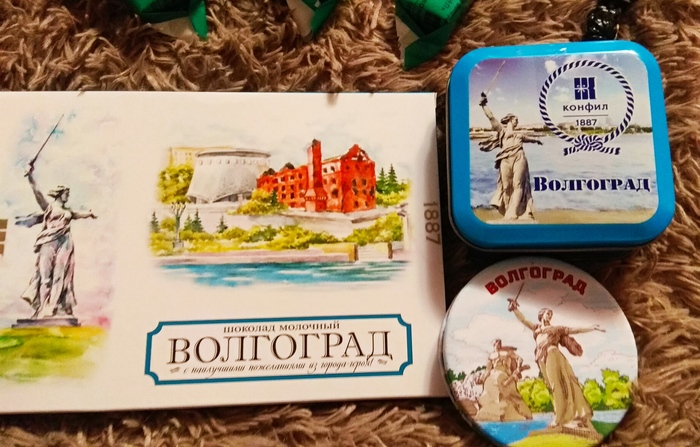 ШОКОЛАД МОЛОЧНЫЙ
ВОЛГОГРАД
с наилучшими пожеланиями из города-героя!
1887
КОНФИЛ
1887
ВОЛГОГРАД
ВОЛГОГРАД